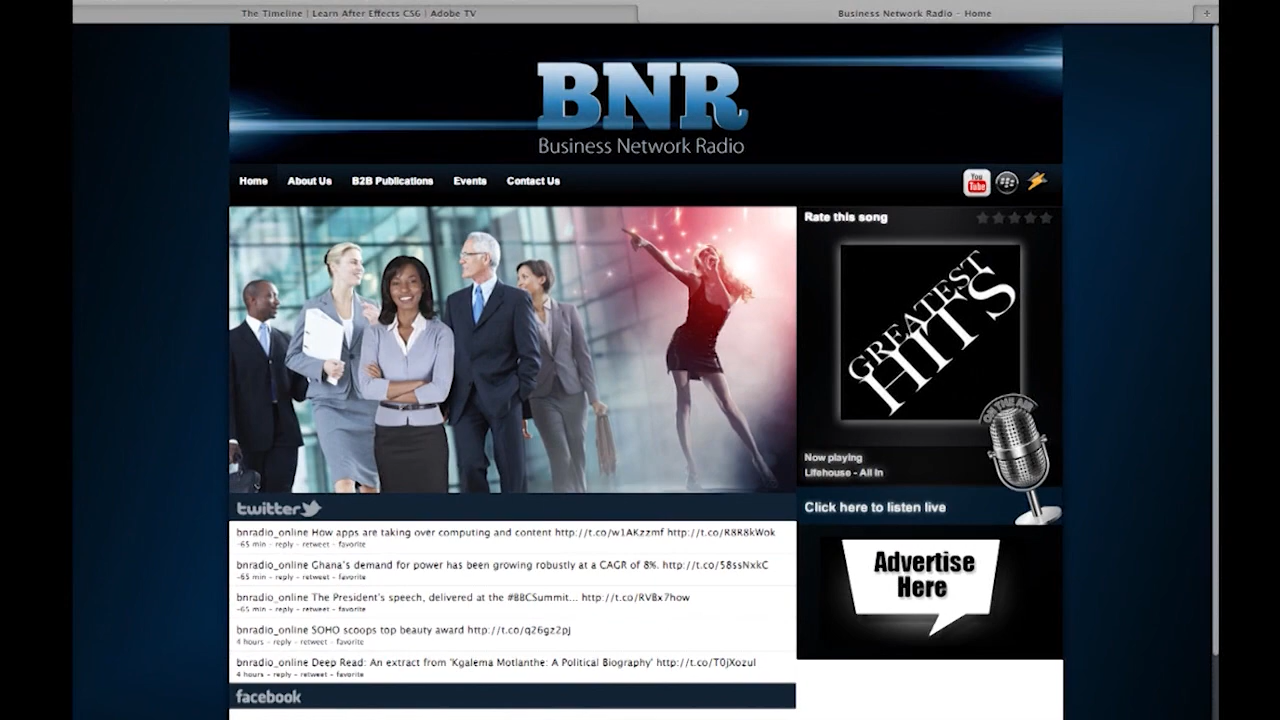 The Timeline | Learn After Effects CS6 | Adobe TV
Business Network Radio - Home
BNR
Business Network Radio
Home About Us B2B Publications Events Contact Us
You Tube
Rate this song
GREATEST
HITS
ON THE AIR
Now playing
Lifehouse - All In
Click here to listen live
Advertise
Here
twitter
bnradio_online How apps are taking over computing and content http://t.co/w1AKzzmf http://t.co/R8R8kWok
-65 min - reply - retweet - favorite
bnradio_online Ghana's demand for power has been growing robustly at a CAGR of 8%. http://t.co/58ssNxkC
-65 min - reply - retweet - favorite
bnradio_online The President's speech, delivered at the #BBCSummit... http://t.co/RVBx7how
-65 min - reply - retweet - favorite
bnradio_online SOHO scoops top beauty award http://t.co/q26gz2pJ
4 hours - reply - retweet - favorite
bnradio_online Deep Read: An extract from 'Kgalema Motlanthe: A Political Biography' http://t.co/T0jXozul
4 hours - reply - retweet - favorite
facebook